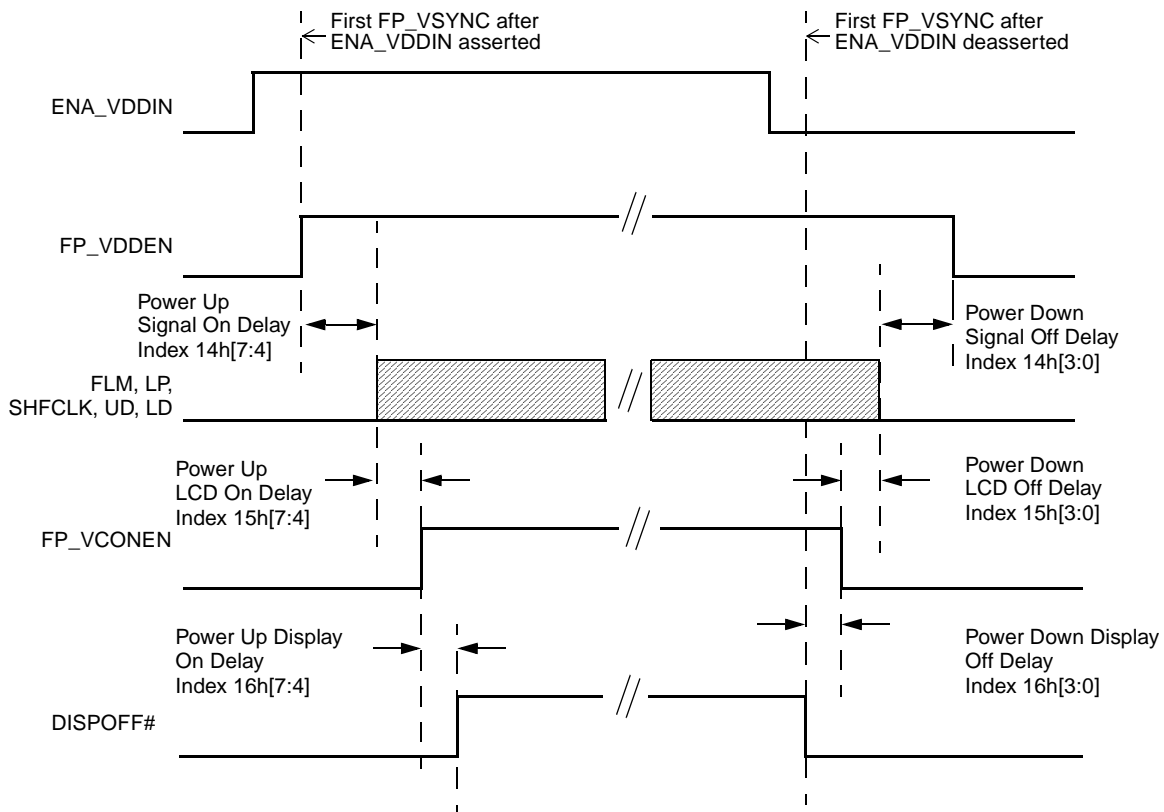 First FP_VSYNC after
ENA_VDDIN asserted
First FP_VSYNC after
ENA_VDDIN deasserted
ENA_VDDIN
FP_VDDEN
Power Up
Signal On Delay
Index 14h[7:4]
Power Down
Signal Off Delay
Index 14h[3:0]
FLM, LP,
SHFCLK, UD, LD
Power Up
LCD On Delay
Index 15h[7:4]
Power Down
LCD Off Delay
Index 15h[3:0]
FP_VCONEN
Power Up Display
On Delay
Index 16h[7:4]
Power Down Display
Off Delay
Index 16h[3:0]
DISPOFF#